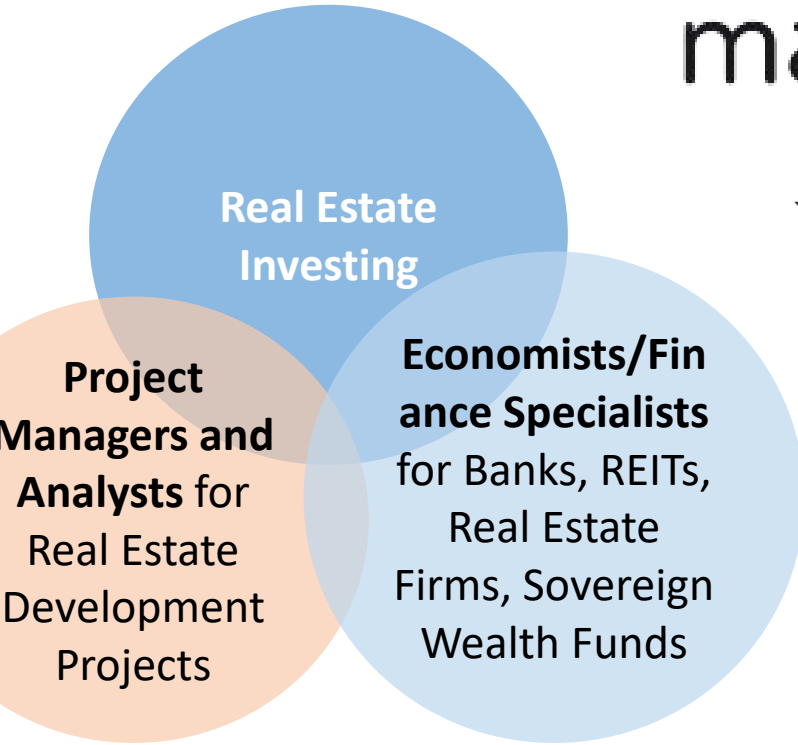 ma
Real Estate
Investing
Project
Managers and
Analysts for
Real Estate
Development
Projects
Economists/Fin
ance Specialists
for Banks, REITs,
Real Estate
Firms, Sovereign
Wealth Funds